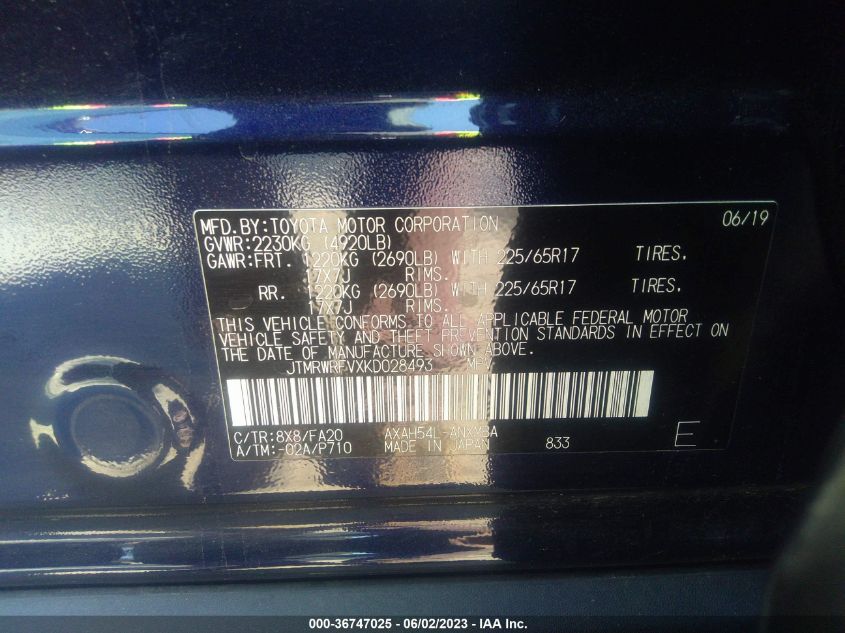 MFD.BY:TOYOTA MOTOR CORPORATION 06/19
GVWR:2230KG (4920LB)
GAWR:FRT. 1220KG (2690LB) WITH 225/65R17 TIRES.
17X7J RIMS.
RR. 1220KG (2690LB) WITH 225/65R17 TIRES.
17X7J RIMS.
THIS VEHICLE CONFORMS TO ALL APPLICABLE FEDERAL MOTOR
VEHICLE SAFETY AND THEFT PREVENTION STANDARDS IN EFFECT ON
THE DATE OF MANUFACTURE SHOWN ABOVE.
JTMRWRFVXKD028493 MPV
C/TR:8X8/FA20 AXAH54L-ANXVBA
A/TM:-02A/P710 MADE IN JAPAN 833 E
000-36747025 - 06/02/2023 - IAA Inc.